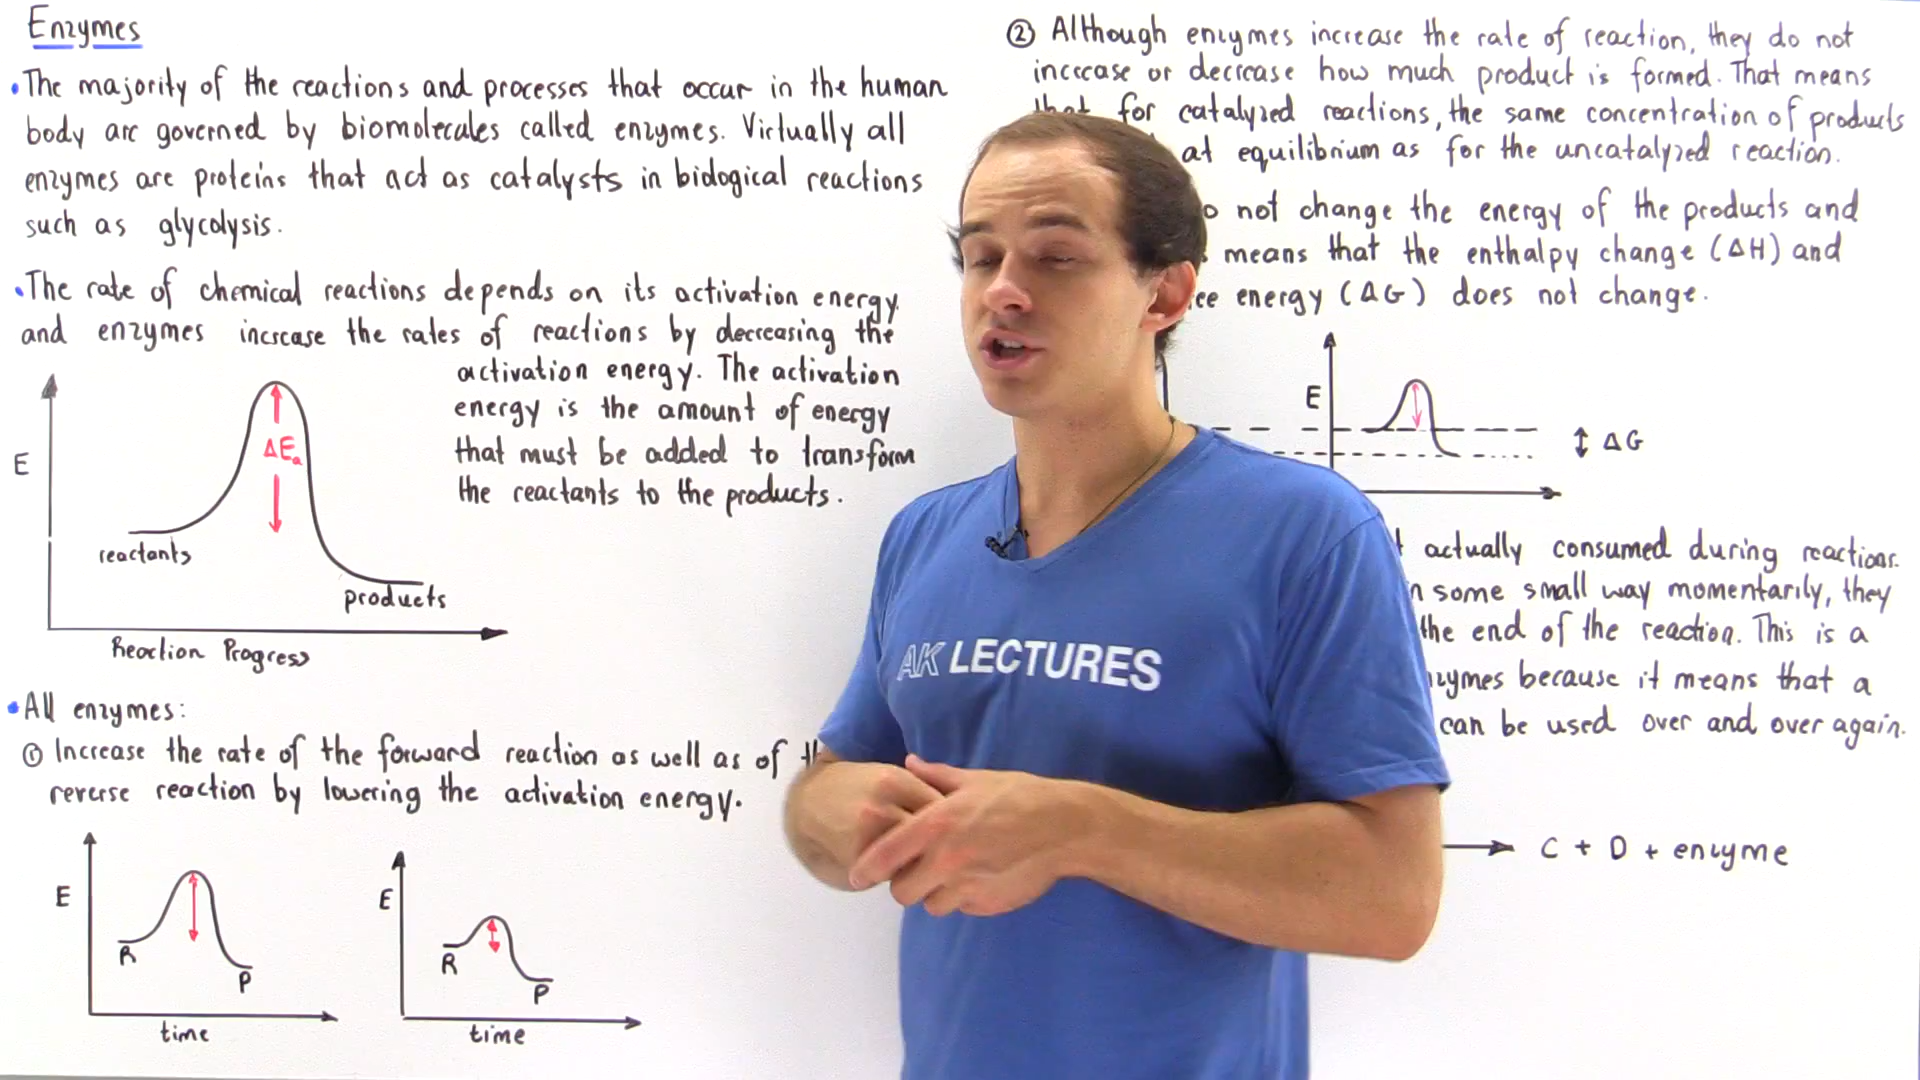 Enzymes
•The majority of the reactions and processes that occur in the human
body are governed by biomolecules called enzymes. Virtually all
enzymes are proteins that act as catalysts in biological reactions
such as glycolysis.
•The rate of chemical reactions depends on its activation energy
and enzymes increase the rates of reactions by decreasing the
activation energy. The activation
energy is the amount of energy
that must be added to transform
the reactants to the products.
E
ΔEa
reactants
products
Reaction Progress
•All enzymes:
① Increase the rate of the forward reaction as well as of
reverse reaction by lowering the activation energy.
E
R
P
time
E
R
P
time
② Although enzymes increase the rate of reaction, they do not
increase or decrease how much product is formed. That means
that for catalyzed reactions, the same concentration of products
at equilibrium as for the uncatalyzed reaction.
not change the energy of the products and
means that the enthalpy change (ΔH) and
energy (ΔG) does not change.
E
ΔG
actually consumed during reactions.
some small way momentarily, they
the end of the reaction. This is a
because it means that a
can be used over and over again.
C + D + enzyme
AK LECTURES